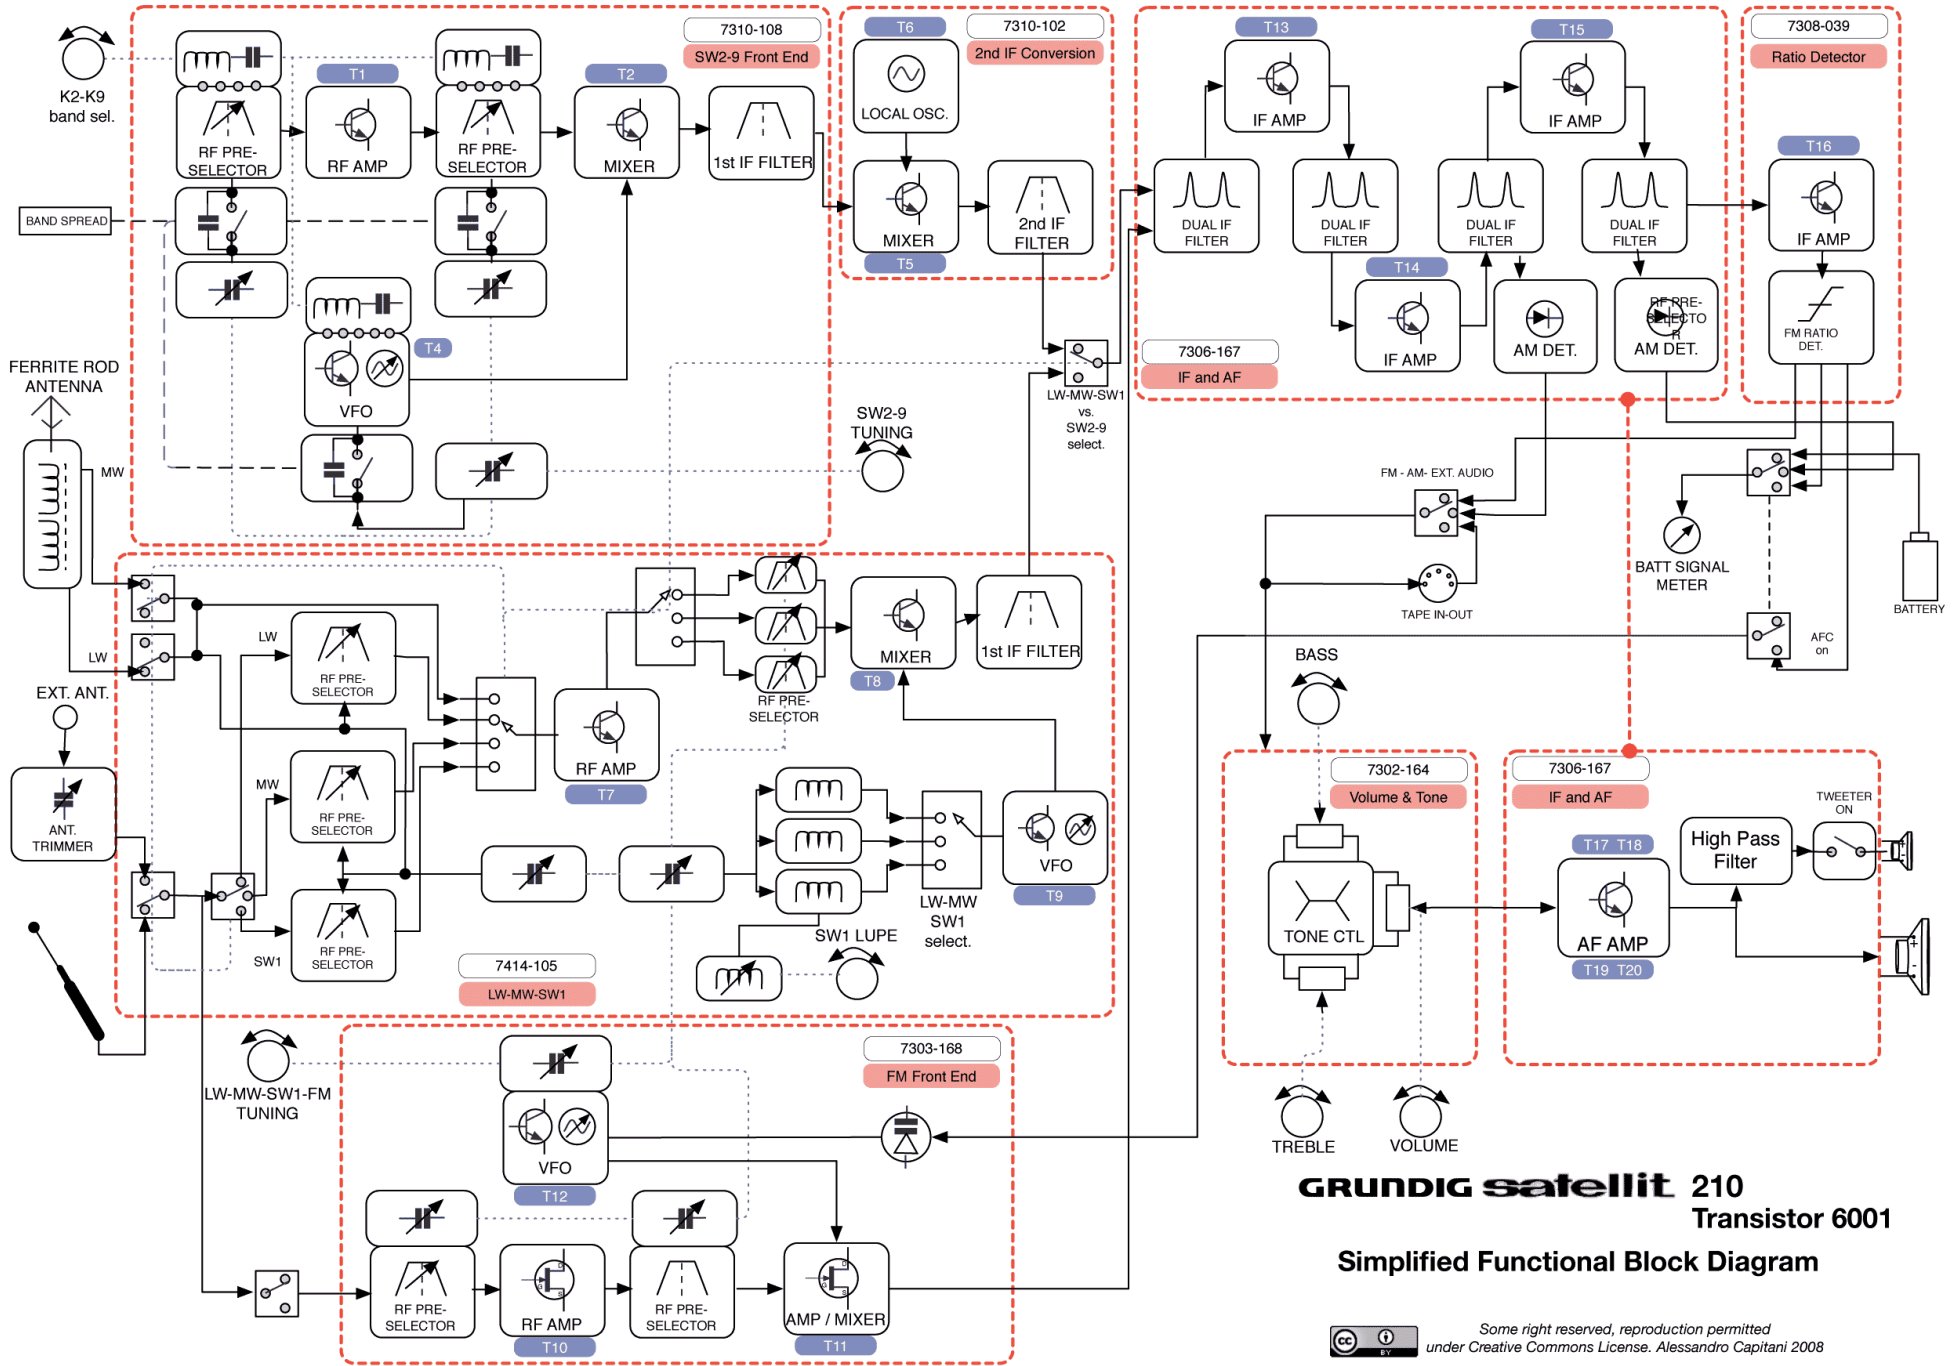 7310-108
SW2-9 Front End
K2-K9
band sel.
T1
T2
RF PRE-
SELECTOR
RF AMP
RF PRE-
SELECTOR
MIXER
1st IF FILTER
BAND SPREAD
T4
VFO
SW2-9
TUNING
T6
7310-102
2nd IF Conversion
LOCAL OSC.
MIXER
T5
2nd IF
FILTER
LW-MW-SW1
vs.
SW2-9
select.
T13
T15
IF AMP
IF AMP
DUAL IF
FILTER
DUAL IF
FILTER
DUAL IF
FILTER
DUAL IF
FILTER
T14
IF AMP
AM DET.
RF PRE-
SELECTO
R
AM DET.
7306-167
IF and AF
7308-039
Ratio Detector
T16
IF AMP
FM RATIO
DET.
FERRITE ROD
ANTENNA
MW
LW
EXT. ANT.
ANT.
TRIMMER
LW
RF PRE-
SELECTOR
MW
RF PRE-
SELECTOR
SW1
RF PRE-
SELECTOR
RF AMP
T7
RF PRE-
SELECTOR
MIXER
T8
1st IF FILTER
VFO
T9
LW-MW
SW1
select.
SW1 LUPE
7414-105
LW-MW-SW1
FM - AM- EXT. AUDIO
TAPE IN-OUT
BATT SIGNAL
METER
BATTERY
AFC
on
BASS
7302-164
Volume & Tone
TONE CTL
TREBLE
VOLUME
7306-167
IF and AF
T17 T18
AF AMP
T19 T20
High Pass
Filter
TWEETER
ON
+
-
+
-
LW-MW-SW1-FM
TUNING
7303-168
FM Front End
VFO
T12
RF PRE-
SELECTOR
D
G
S
RF AMP
T10
RF PRE-
SELECTOR
D
G
S
AMP / MIXER
T11
GRUNDIG satellit 210
Transistor 6001
Simplified Functional Block Diagram
cc
BY
Some right reserved, reproduction permitted
under Creative Commons License. Alessandro Capitani 2008